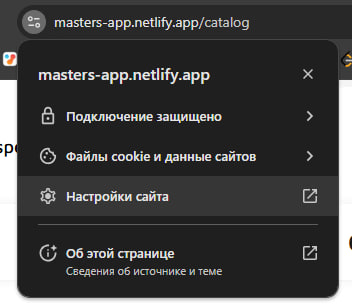 masters-app.netlify.app/catalog
masters-app.netlify.app
Подключение защищено
Файлы cookie и данные сайтов
Настройки сайта
Об этой странице
Сведения об источнике и теме